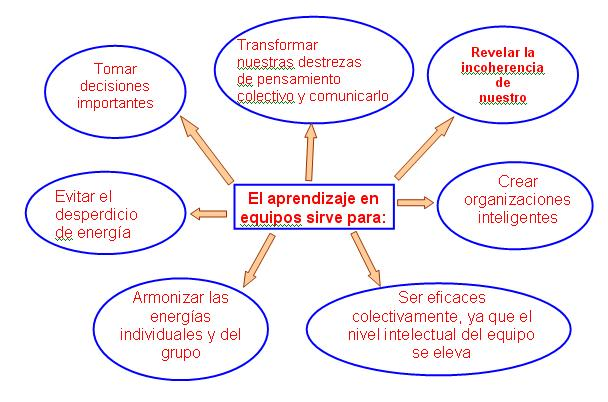 Tomar
decisiones
importantes
Transformar
nuestras destrezas
de pensamiento
colectivo y comunicarlo
Revelar la
incoherencia
de
nuestro
El aprendizaje en
equipos sirve para:
Evitar el
desperdicio
de energía
Crear
organizaciones
inteligentes
Armonizar las
energías
individuales y del
grupo
Ser eficaces
colectivamente, ya que el
nivel intelectual del equipo
se eleva